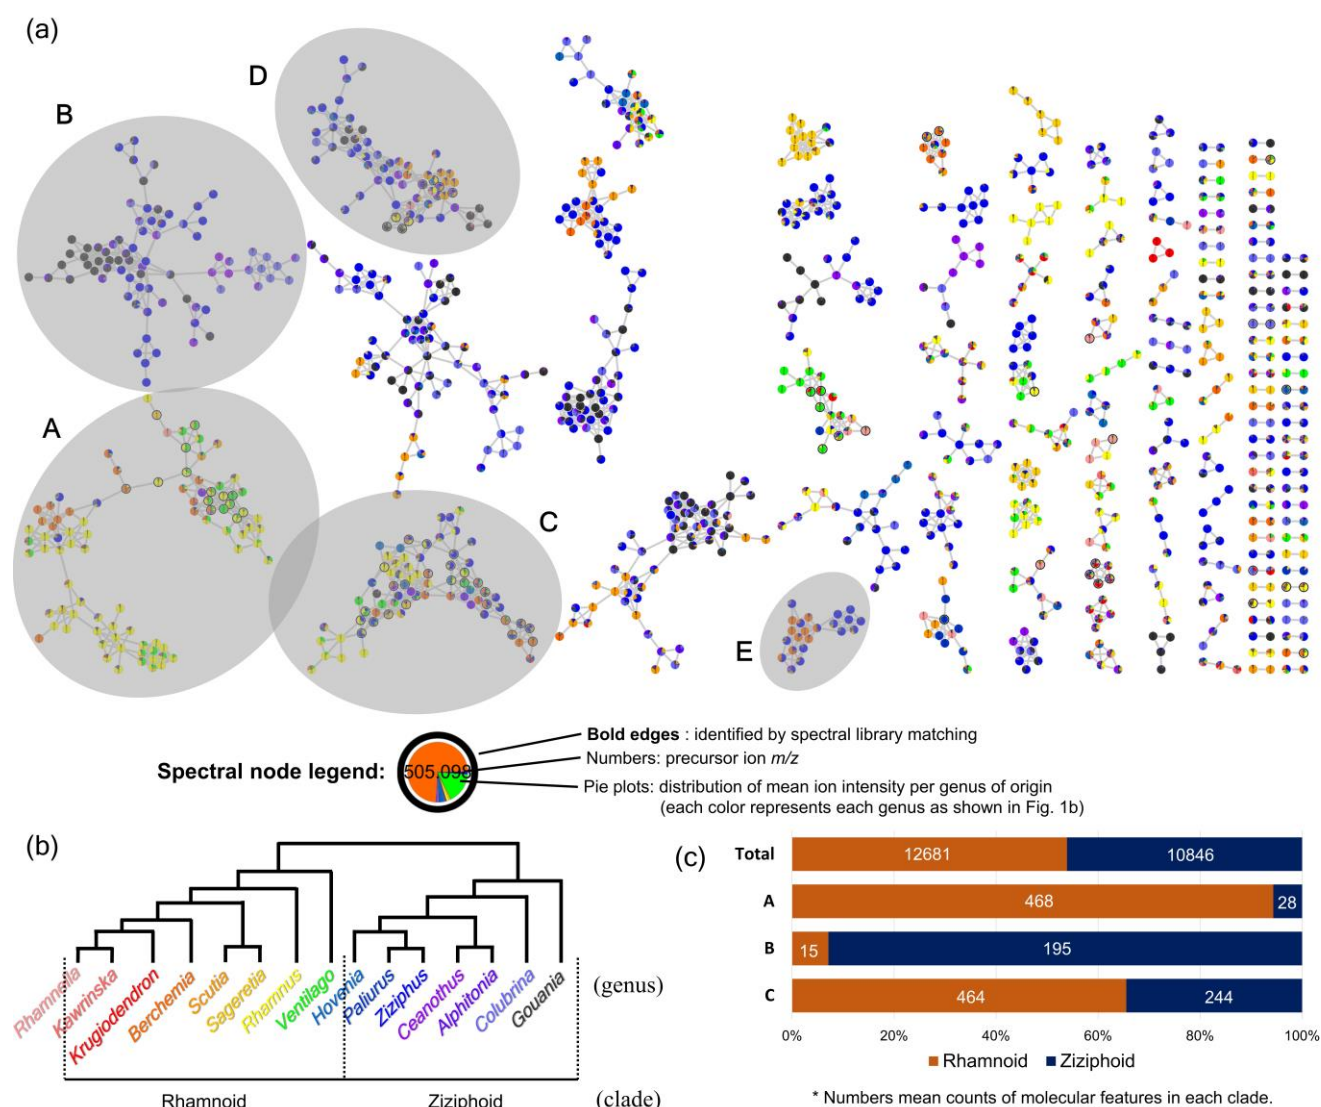 (a)
D
B
A
C
E
Bold edges : identified by spectral library matching
Numbers: precursor ion m/z
Spectral node legend:
505.098
Pie plots: distribution of mean ion intensity per genus of origin
(each color represents each genus as shown in Fig. 1b)
(b)
Rhamnella
Kawrinska
Krugiodendron
Berchemia
Scutia
Sageretia
Rhamnus
Ventilago
Hovenia
Paliurus
Ziziphus
Ceanothus
Alphitonia
Colubrina
Gouania
(genus)
Rhamnoid
Ziziphoid
(clade)
(c)
Total
12681
10846
A
468
28
B
15
195
C
464
244
0%
20%
40%
60%
80%
100%
Rhamnoid
Ziziphoid
* Numbers mean counts of molecular features in each clade.